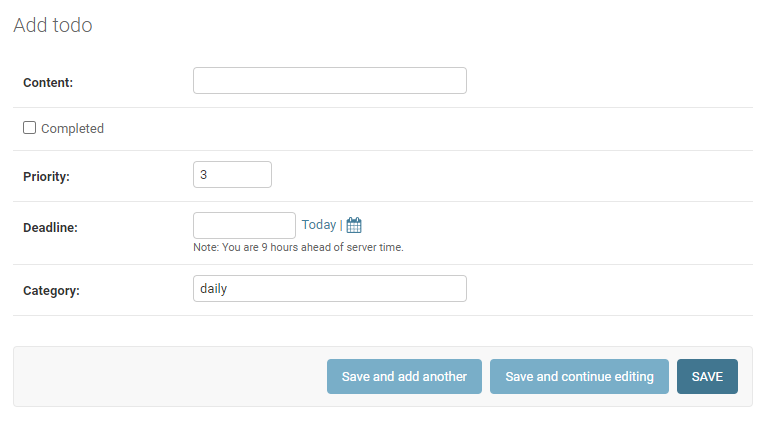 Add todo
Content:
Completed
Priority: 3
Deadline: Today |
Note: You are 9 hours ahead of server time.
Category: daily
Save and add another Save and continue editing SAVE